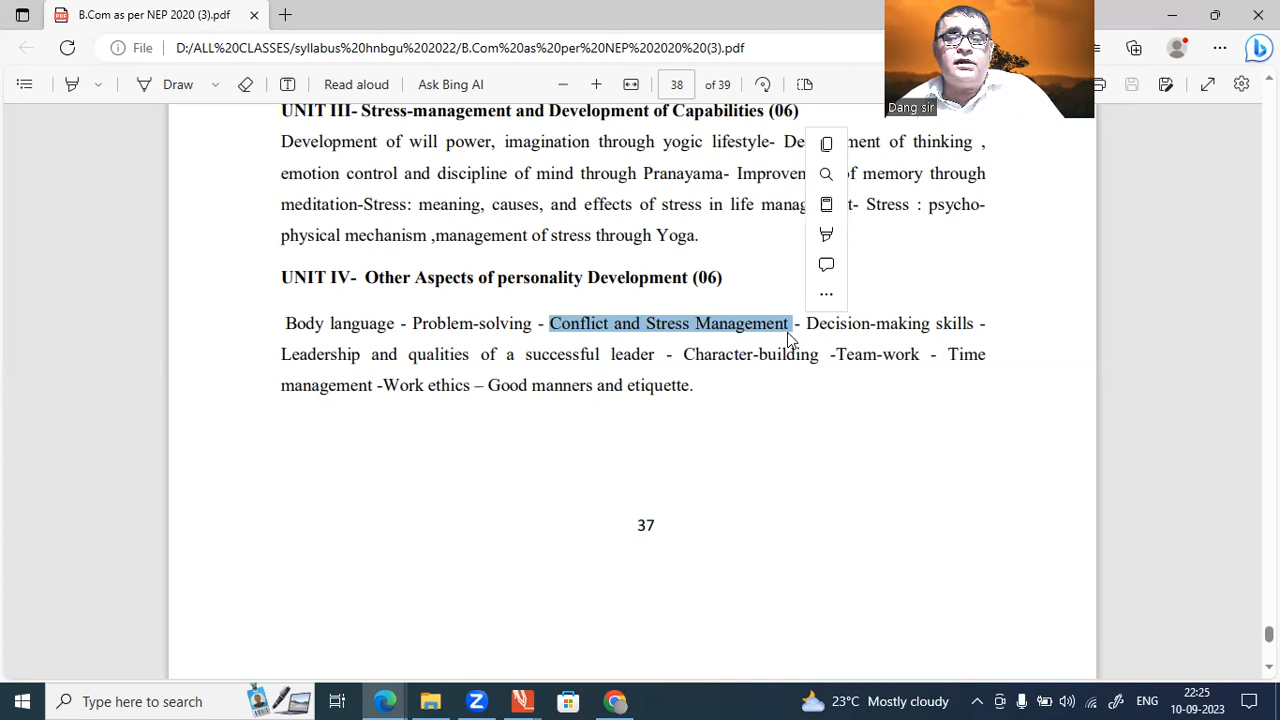 B.Com as per NEP 2020 (3).pdf
File D:/ALL%20CLASSES/syllabus%20hnbgu%202022/B.Com%20as%20per%20NEP%202020%20(3).pdf
Draw Read aloud Ask Bing AI 38 of 39
Dang sir
UNIT III- Stress-management and Development of Capabilities (06)
Development of will power, imagination through yogic lifestyle- De ment of thinking ,
emotion control and discipline of mind through Pranayama- Improven of memory through
meditation-Stress: meaning, causes, and effects of stress in life manag t- Stress : psycho-
physical mechanism ,management of stress through Yoga.
UNIT IV- Other Aspects of personality Development (06)
Body language - Problem-solving - Conflict and Stress Management - Decision-making skills -
Leadership and qualities of a successful leader - Character-building -Team-work - Time
management -Work ethics – Good manners and etiquette.
37
Type here to search
23°C Mostly cloudy
ENG
22:25
10-09-2023